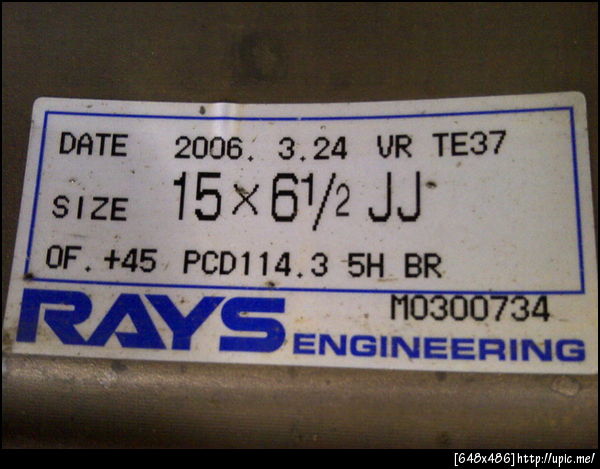 DATE 2006. 3.24 VR TE37
SIZE 15×6½ JJ
OF. +45 PCD114.3 5H BR
M0300734
RAYS ENGINEERING
[648x486]http://upic.me/